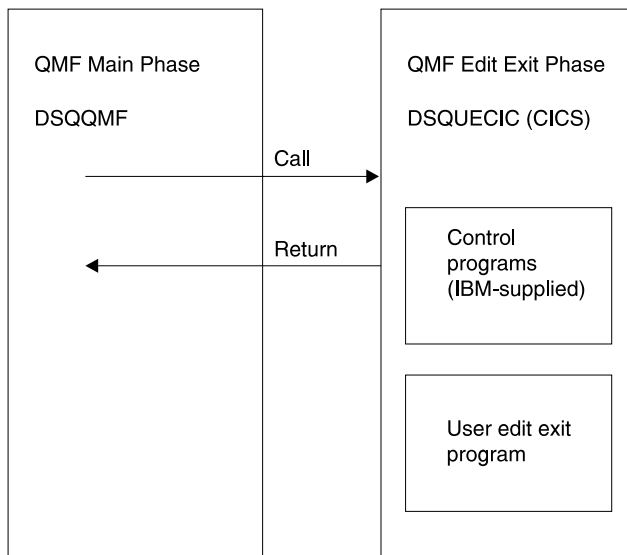 QMF Main Phase
DSQQMF
Call
Return
QMF Edit Exit Phase
DSQUECIC (CICS)
Control
programs
(IBM-supplied)
User edit exit
program